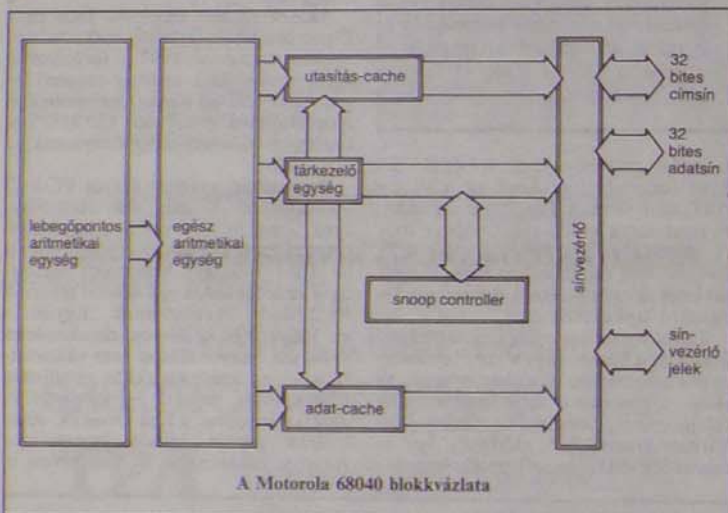 utasítás-cache
32
bites
címsín
tárkezelő
egység
32
bites
adatsín
lebegőpontos
aritmetikai
egység
egész
aritmetikai
egység
sínvezérlő
snoop controller
sín-
vezérlő
jelek
adat-cache
A Motorola 68040 blokkvázlata